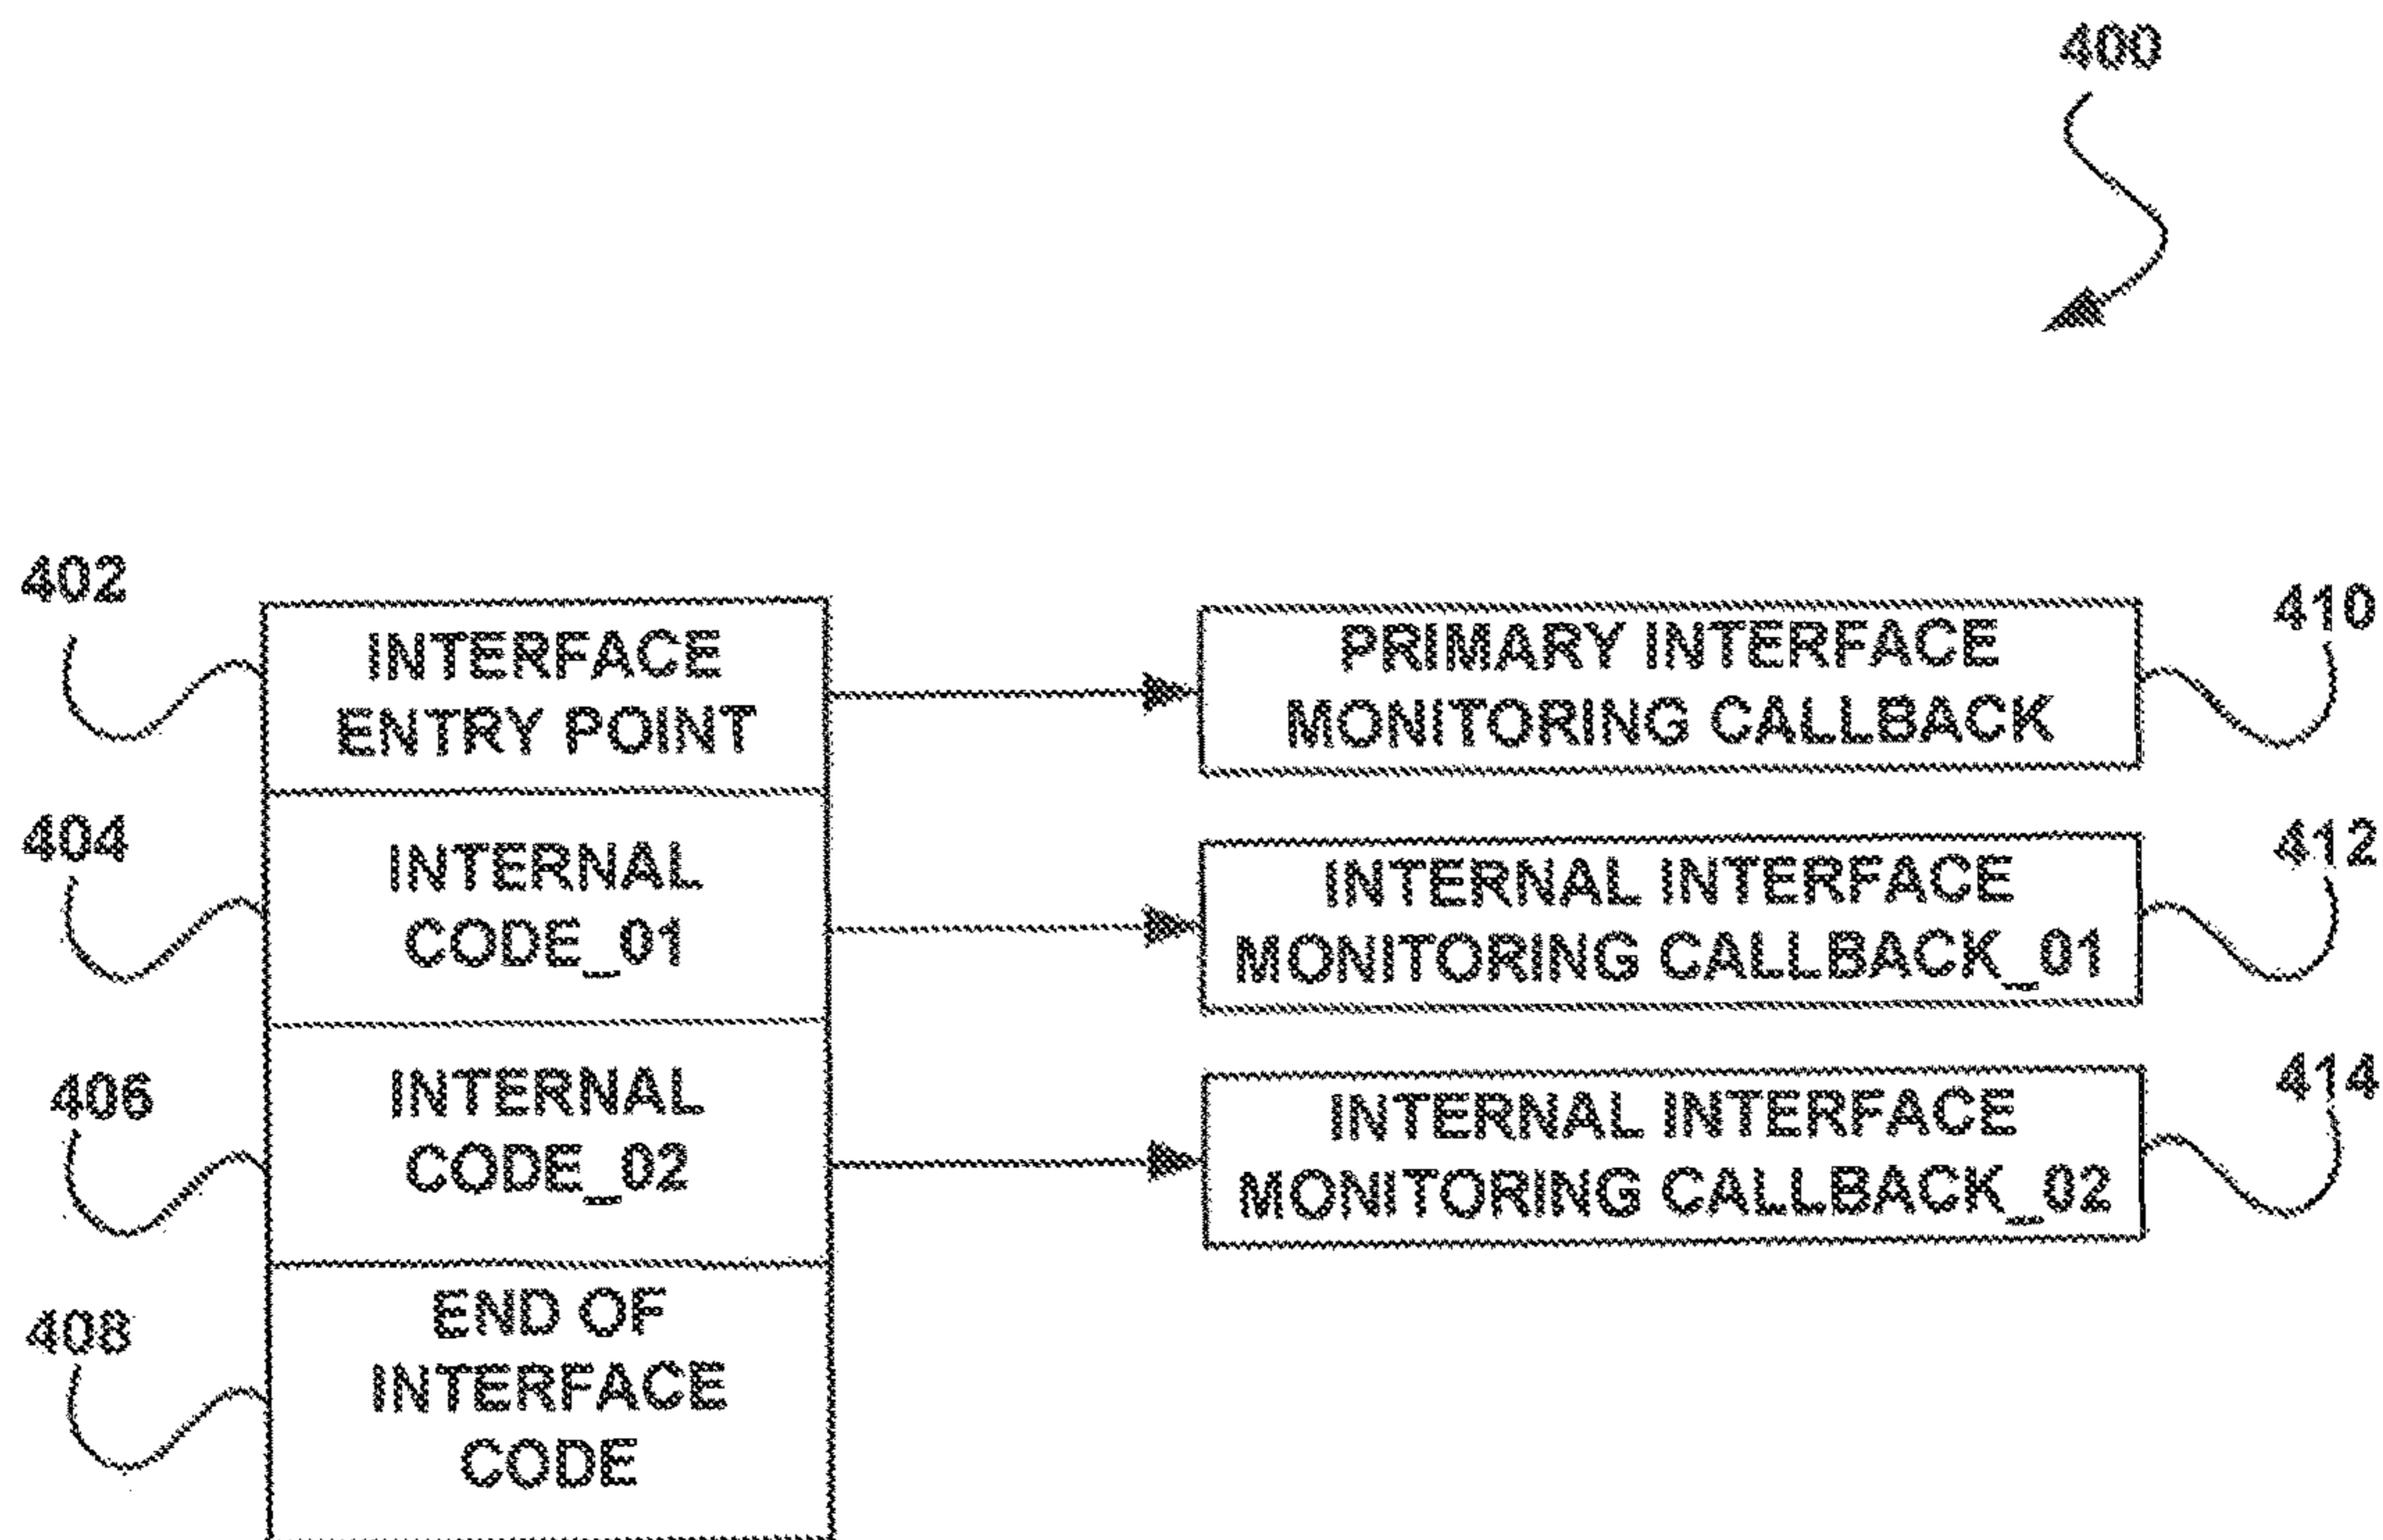 400
402
INTERFACE
ENTRY POINT
PRIMARY INTERFACE
MONITORING CALLBACK
410
404
INTERNAL
CODE_01
INTERNAL INTERFACE
MONITORING CALLBACK_01
412
406
INTERNAL
CODE_02
INTERNAL INTERFACE
MONITORING CALLBACK_02
414
408
END OF
INTERFACE
CODE